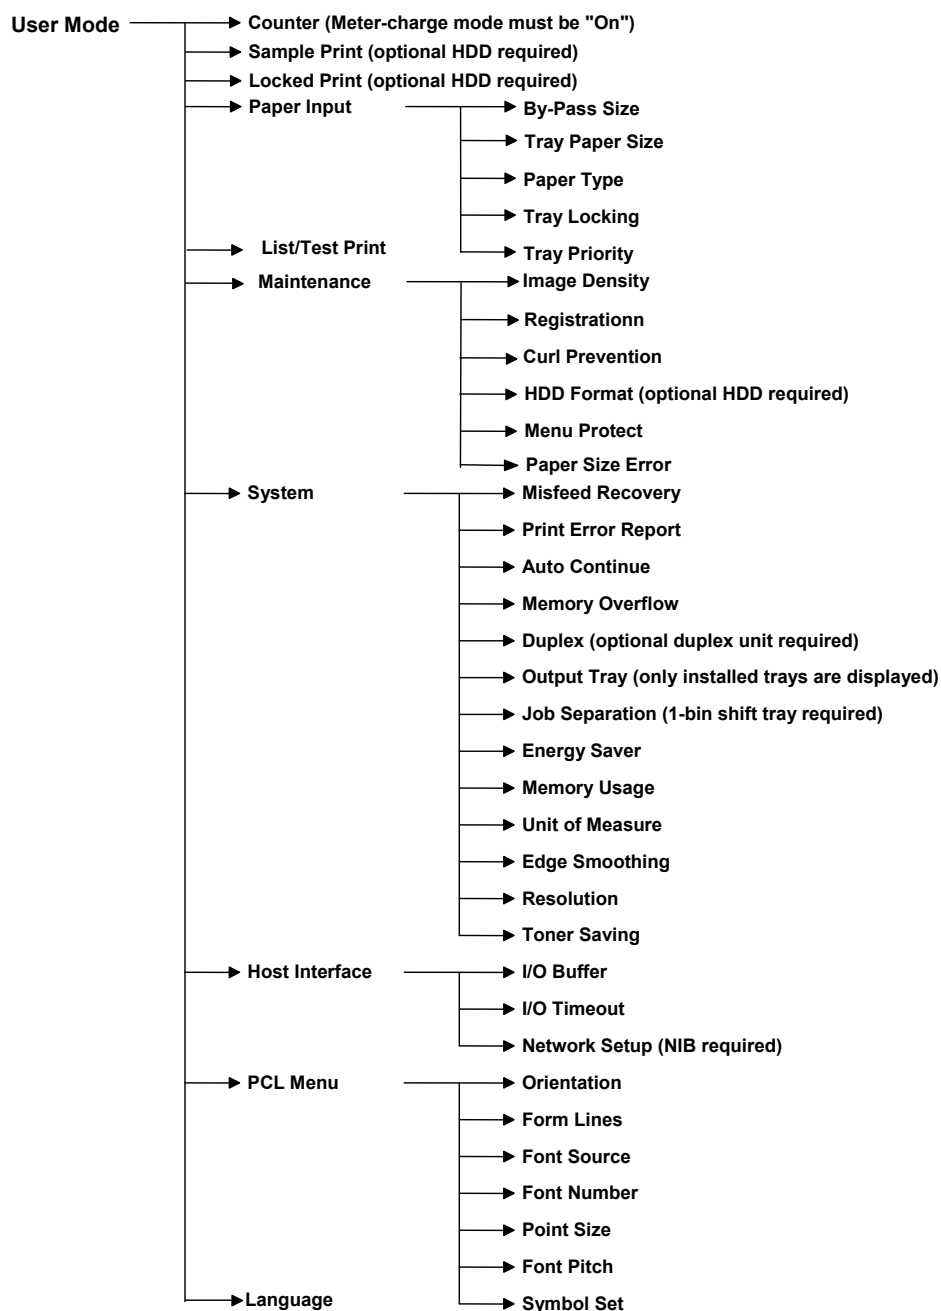 User Mode
Counter (Meter-charge mode must be "On")
Sample Print (optional HDD required)
Locked Print (optional HDD required)
Paper Input
By-Pass Size
Tray Paper Size
Paper Type
Tray Locking
Tray Priority
List/Test Print
Maintenance
Image Density
Registrationn
Curl Prevention
HDD Format (optional HDD required)
Menu Protect
Paper Size Error
System
Misfeed Recovery
Print Error Report
Auto Continue
Memory Overflow
Duplex (optional duplex unit required)
Output Tray (only installed trays are displayed)
Job Separation (1-bin shift tray required)
Energy Saver
Memory Usage
Unit of Measure
Edge Smoothing
Resolution
Toner Saving
Host Interface
I/O Buffer
I/O Timeout
Network Setup (NIB required)
PCL Menu
Orientation
Form Lines
Font Source
Font Number
Point Size
Font Pitch
Symbol Set
Language